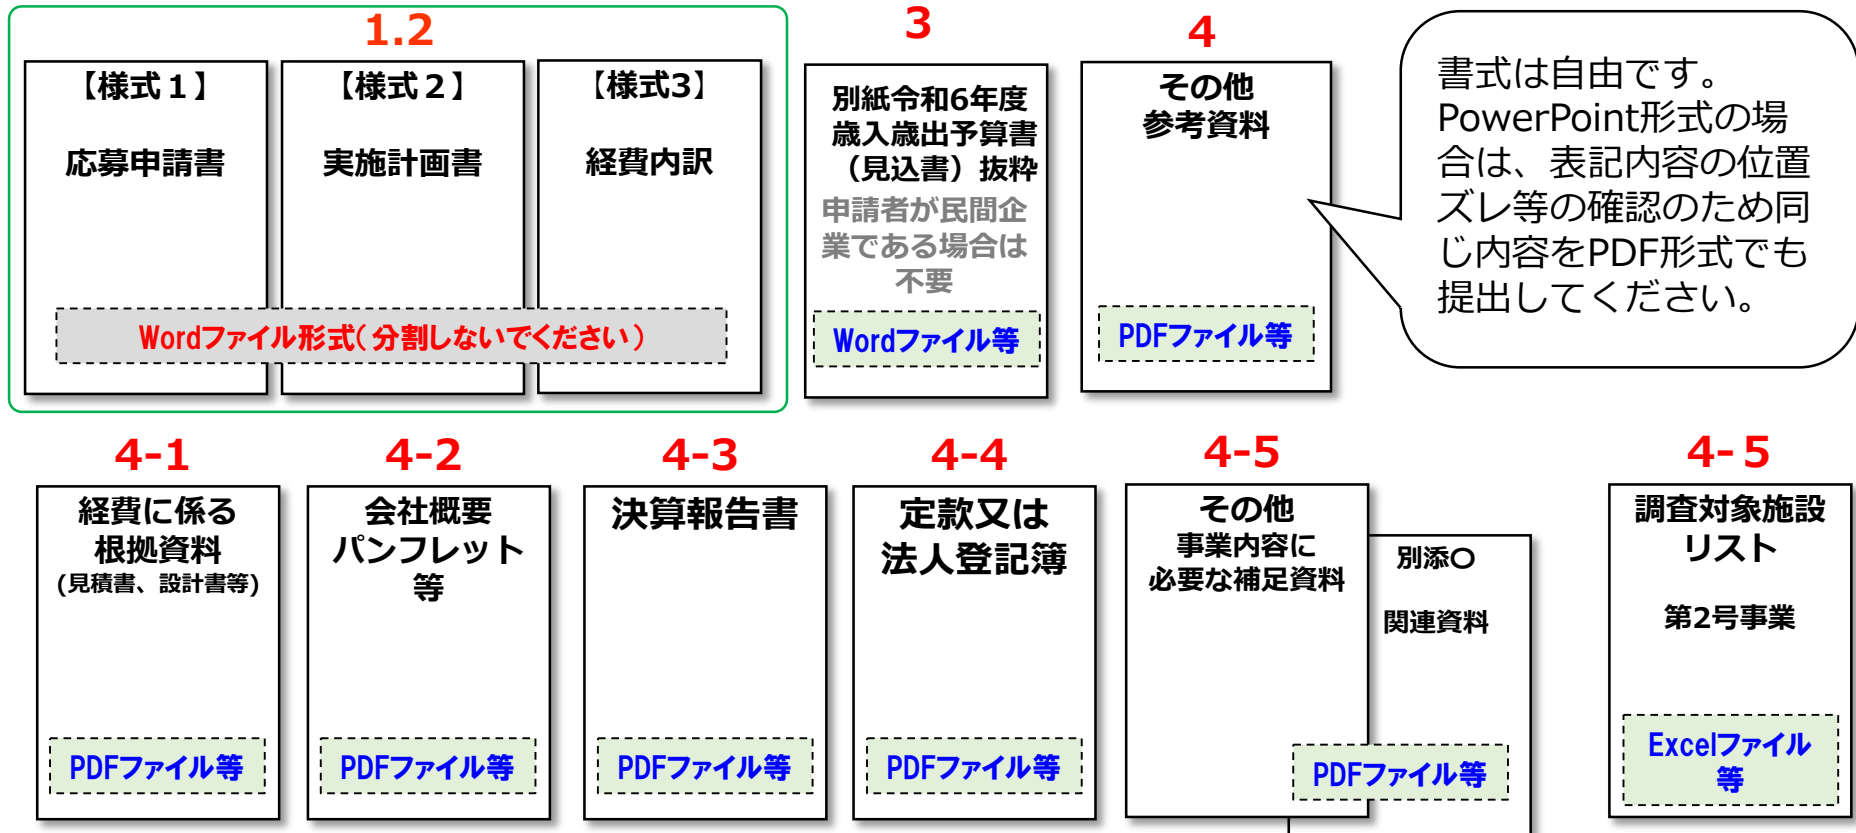 1.2
【様式１】
応募申請書
【様式２】
実施計画書
【様式3】
経費内訳
Wordファイル形式（分割しないでください）
3
別紙令和6年度
歳入歳出予算書
（見込書）抜粋
申請者が民間企
業である場合は
不要
Wordファイル等
4
その他
参考資料
PDFファイル等
書式は自由です。
PowerPoint形式の場
合は、表記内容の位置
ズレ等の確認のため同
じ内容をPDF形式でも
提出してください。
4-1
経費に係る
根拠資料
(見積書、設計書等)
PDFファイル等
4-2
会社概要
パンフレット
等
PDFファイル等
4-3
決算報告書
PDFファイル等
4-4
定款又は
法人登記簿
PDFファイル等
4-5
その他
事業内容に
必要な補足資料
別添〇
関連資料
PDFファイル等
4-５
調査対象施設
リスト
第2号事業
Excelファイル
等